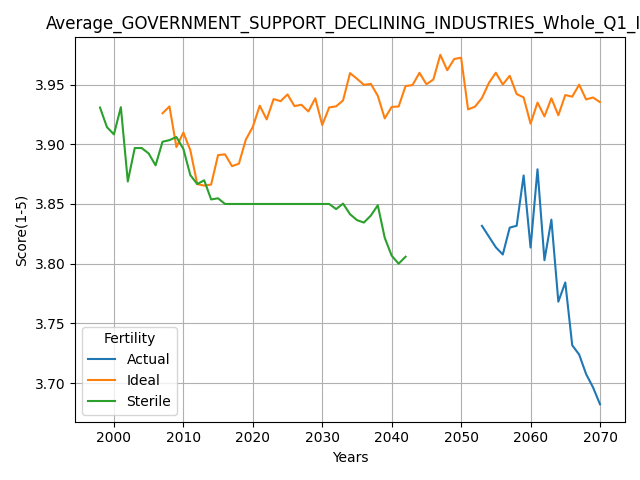 Average_GOVERNMENT_SUPPORT_DECLINING_INDUSTRIES_Whole_Q1_I
Score(1-5)
3.95
3.90
3.85
3.80
3.75
3.70
Fertility
Actual
Ideal
Sterile
2000 2010 2020 2030 2040 2050 2060 2070
Years